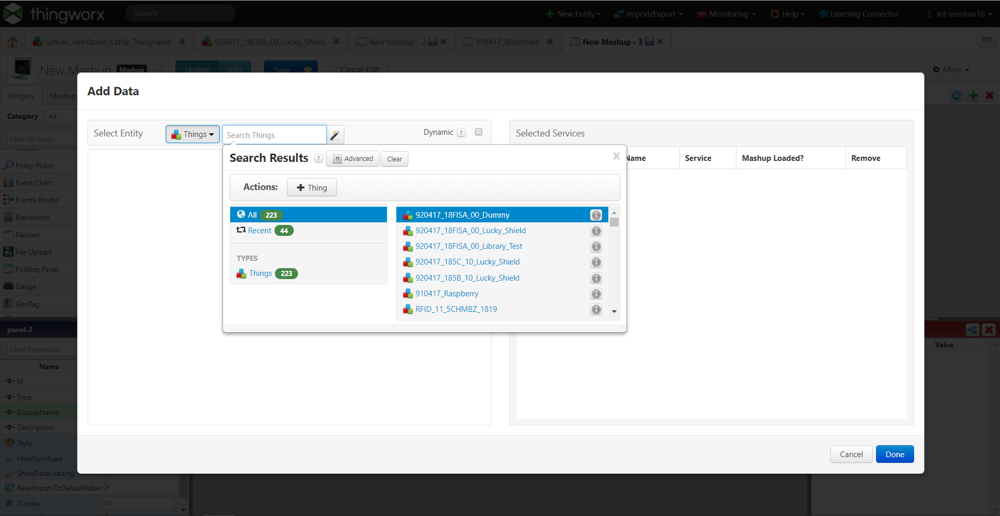 thingworx
Search
New Entity
Import/Export
Monitoring
Help
Learning Connector
iot-seminar16
Schule_JahrKlasse_KatNr_Thingname
920417_18FISA_00_Lucky_Shield
New Mashup - 2
910417_Waterbike
New Mashup - 3
New Mashup Mashup ?
Design Info
Save
Cancel Edit
More
Widgets
Category All
Filter Widgets
Entity Picker
Event Chart
Events Router
Expression
Fieldset
File Upload
Folding Panel
Gauge
GeoTag
panel-2
Filter Properties
Name
Id
Type
DisplayName
Description
Style
HideScrollbars
ShowDataLoading
ResetInputsToDefaultValue
Z-index 10
Add Data
Select Entity
Things
Search Things
Dynamic ?
Search Results ? Advanced Clear X
Actions: Thing
All 223
Recent 44
TYPES
Things 223
920417_18FISA_00_Dummy
920417_18FISA_00_Lucky_Shield
920417_18FISA_00_Library_Test
920417_185C_10_Lucky_Shield
920417_185B_10_Lucky_Shield
910417_Raspberry
RFID_11_5CHMBZ_1819
Selected Services
Name Service Mashup Loaded? Remove
Value
Cancel
Done